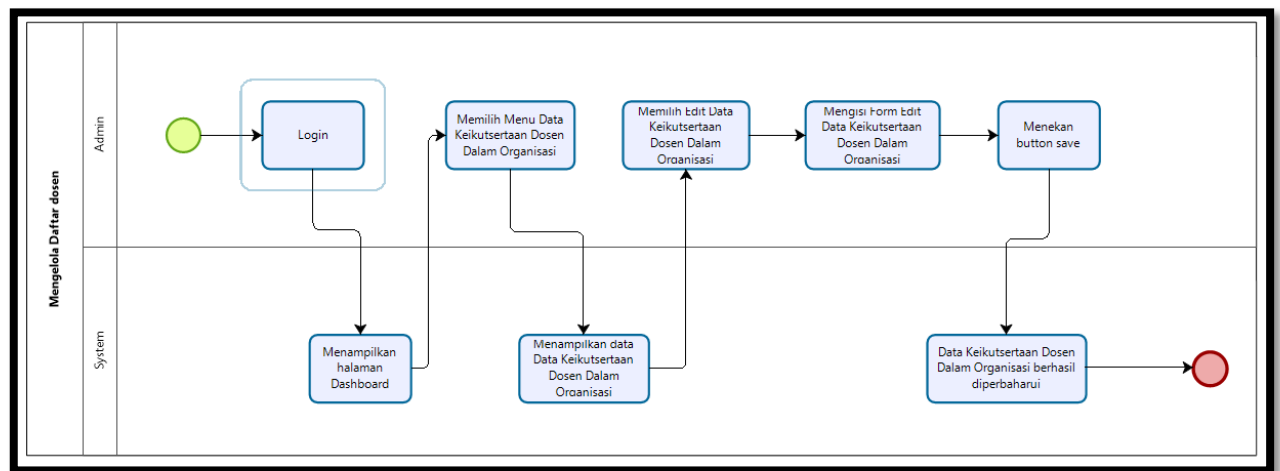 Mengelola Daftar dosen
Admin
Login
Memilih Menu Data
Keikutsertaan Dosen
Dalam Organisasi
Memilih Edit Data
Keikutsertaan
Dosen Dalam
Organisasi
Mengisi Form Edit
Data Keikutsertaan
Dosen Dalam
Organisasi
Menekan
button save
System
Menampilkan
halaman
Dashboard
Menampilkan data
Data Keikutsertaan
Dosen Dalam
Organisasi
Data Keikutsertaan Dosen
Dalam Organisasi berhasil
diperbaharui